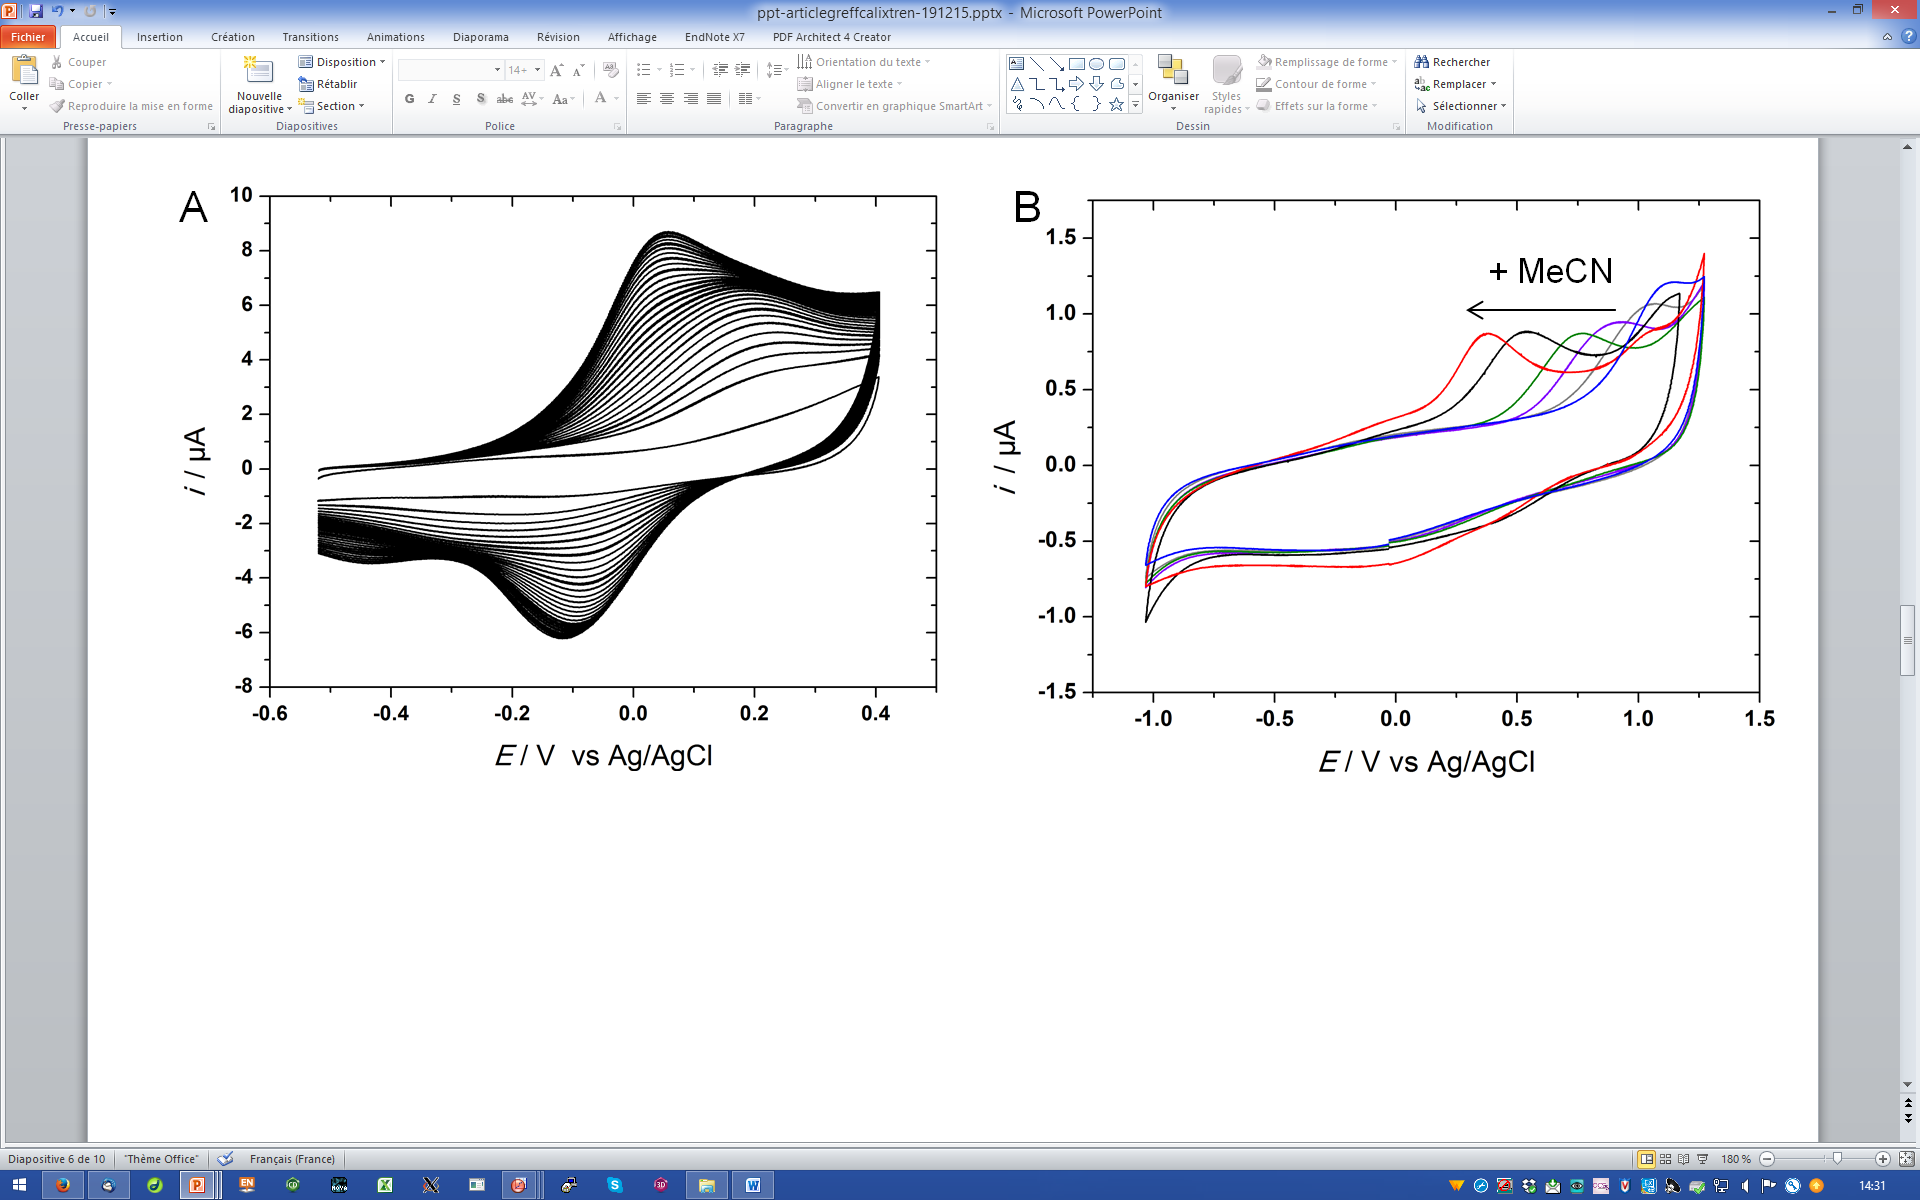 ppt-articlegreffcalixtren-191215.pptx - Microsoft PowerPoint
Fichier Accueil Insertion Création Transitions Animations Diaporama Révision Affichage EndNote X7 PDF Architect 4 Creator
Coller
Couper
Copier
Reproduire la mise en forme
Presse-papiers
Nouvelle
diapositive
Disposition
Rétablir
Section
Diapositives
14+
G I S S abc AV Aa A
Police
Orientation du texte
Aligner le texte
Convertir en graphique SmartArt
Paragraphe
Organiser
Styles
rapides
Remplissage de forme
Contour de forme
Effets sur la forme
Dessin
Rechercher
Remplacer
Sélectionner
Modification
A
10
8
6
4
2
0
-2
-4
-6
-8
i / µA
-0.6 -0.4 -0.2 0.0 0.2 0.4
E / V vs Ag/AgCl
B
+ MeCN
1.5
1.0
0.5
0.0
-0.5
-1.0
-1.5
i / µA
-1.0 -0.5 0.0 0.5 1.0 1.5
E / V vs Ag/AgCl
Diapositive 6 de 10 "Thème Office" Français (France) 180 %
14:31